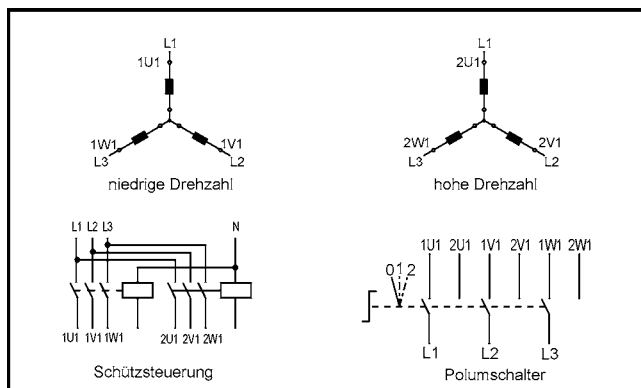 L1 L1
1U1 2U1
1W1 1V1 2W1 2V1
L3 L2 L3 L2
niedrige Drehzahl hohe Drehzahl
L1 L2 L3 N
1U1 1V1 1W1 2U1 2V1 2W1
Schützsteuerung
1U1 2U1 1V1 2V1 1W1 2W1
0 1 2
L1 L2 L3
Polumschalter